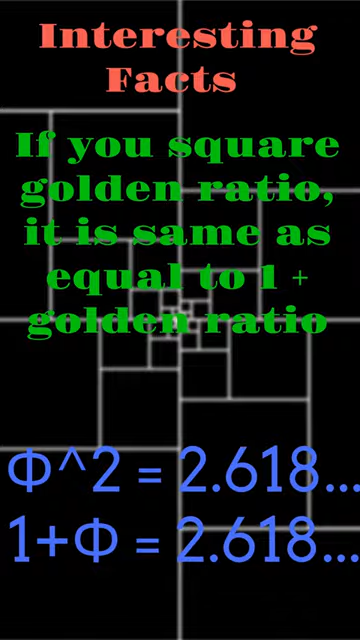 Interesting
Facts
If you square
golden ratio,
it is same as
equal to 1 +
golden ratio
Φ^2 = 2.618...
1+Φ = 2.618...